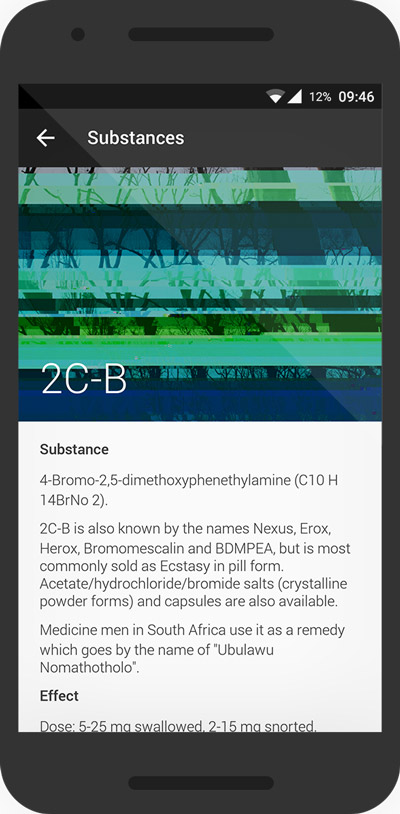 12% 09:46
Substances
2C-B
Substance
4-Bromo-2,5-dimethoxyphenethylamine (C10 H
14BrNo 2).
2C-B is also known by the names Nexus, Erox,
Herox, Bromomescalin and BDMPEA, but is most
commonly sold as Ecstasy in pill form.
Acetate/hydrochloride/bromide salts (crystalline
powder forms) and capsules are also available.
Medicine men in South Africa use it as a remedy
which goes by the name of "Ubulawu
Nomathotholo".
Effect
Dose: 5-25 mg swallowed, 2-15 mg snorted,